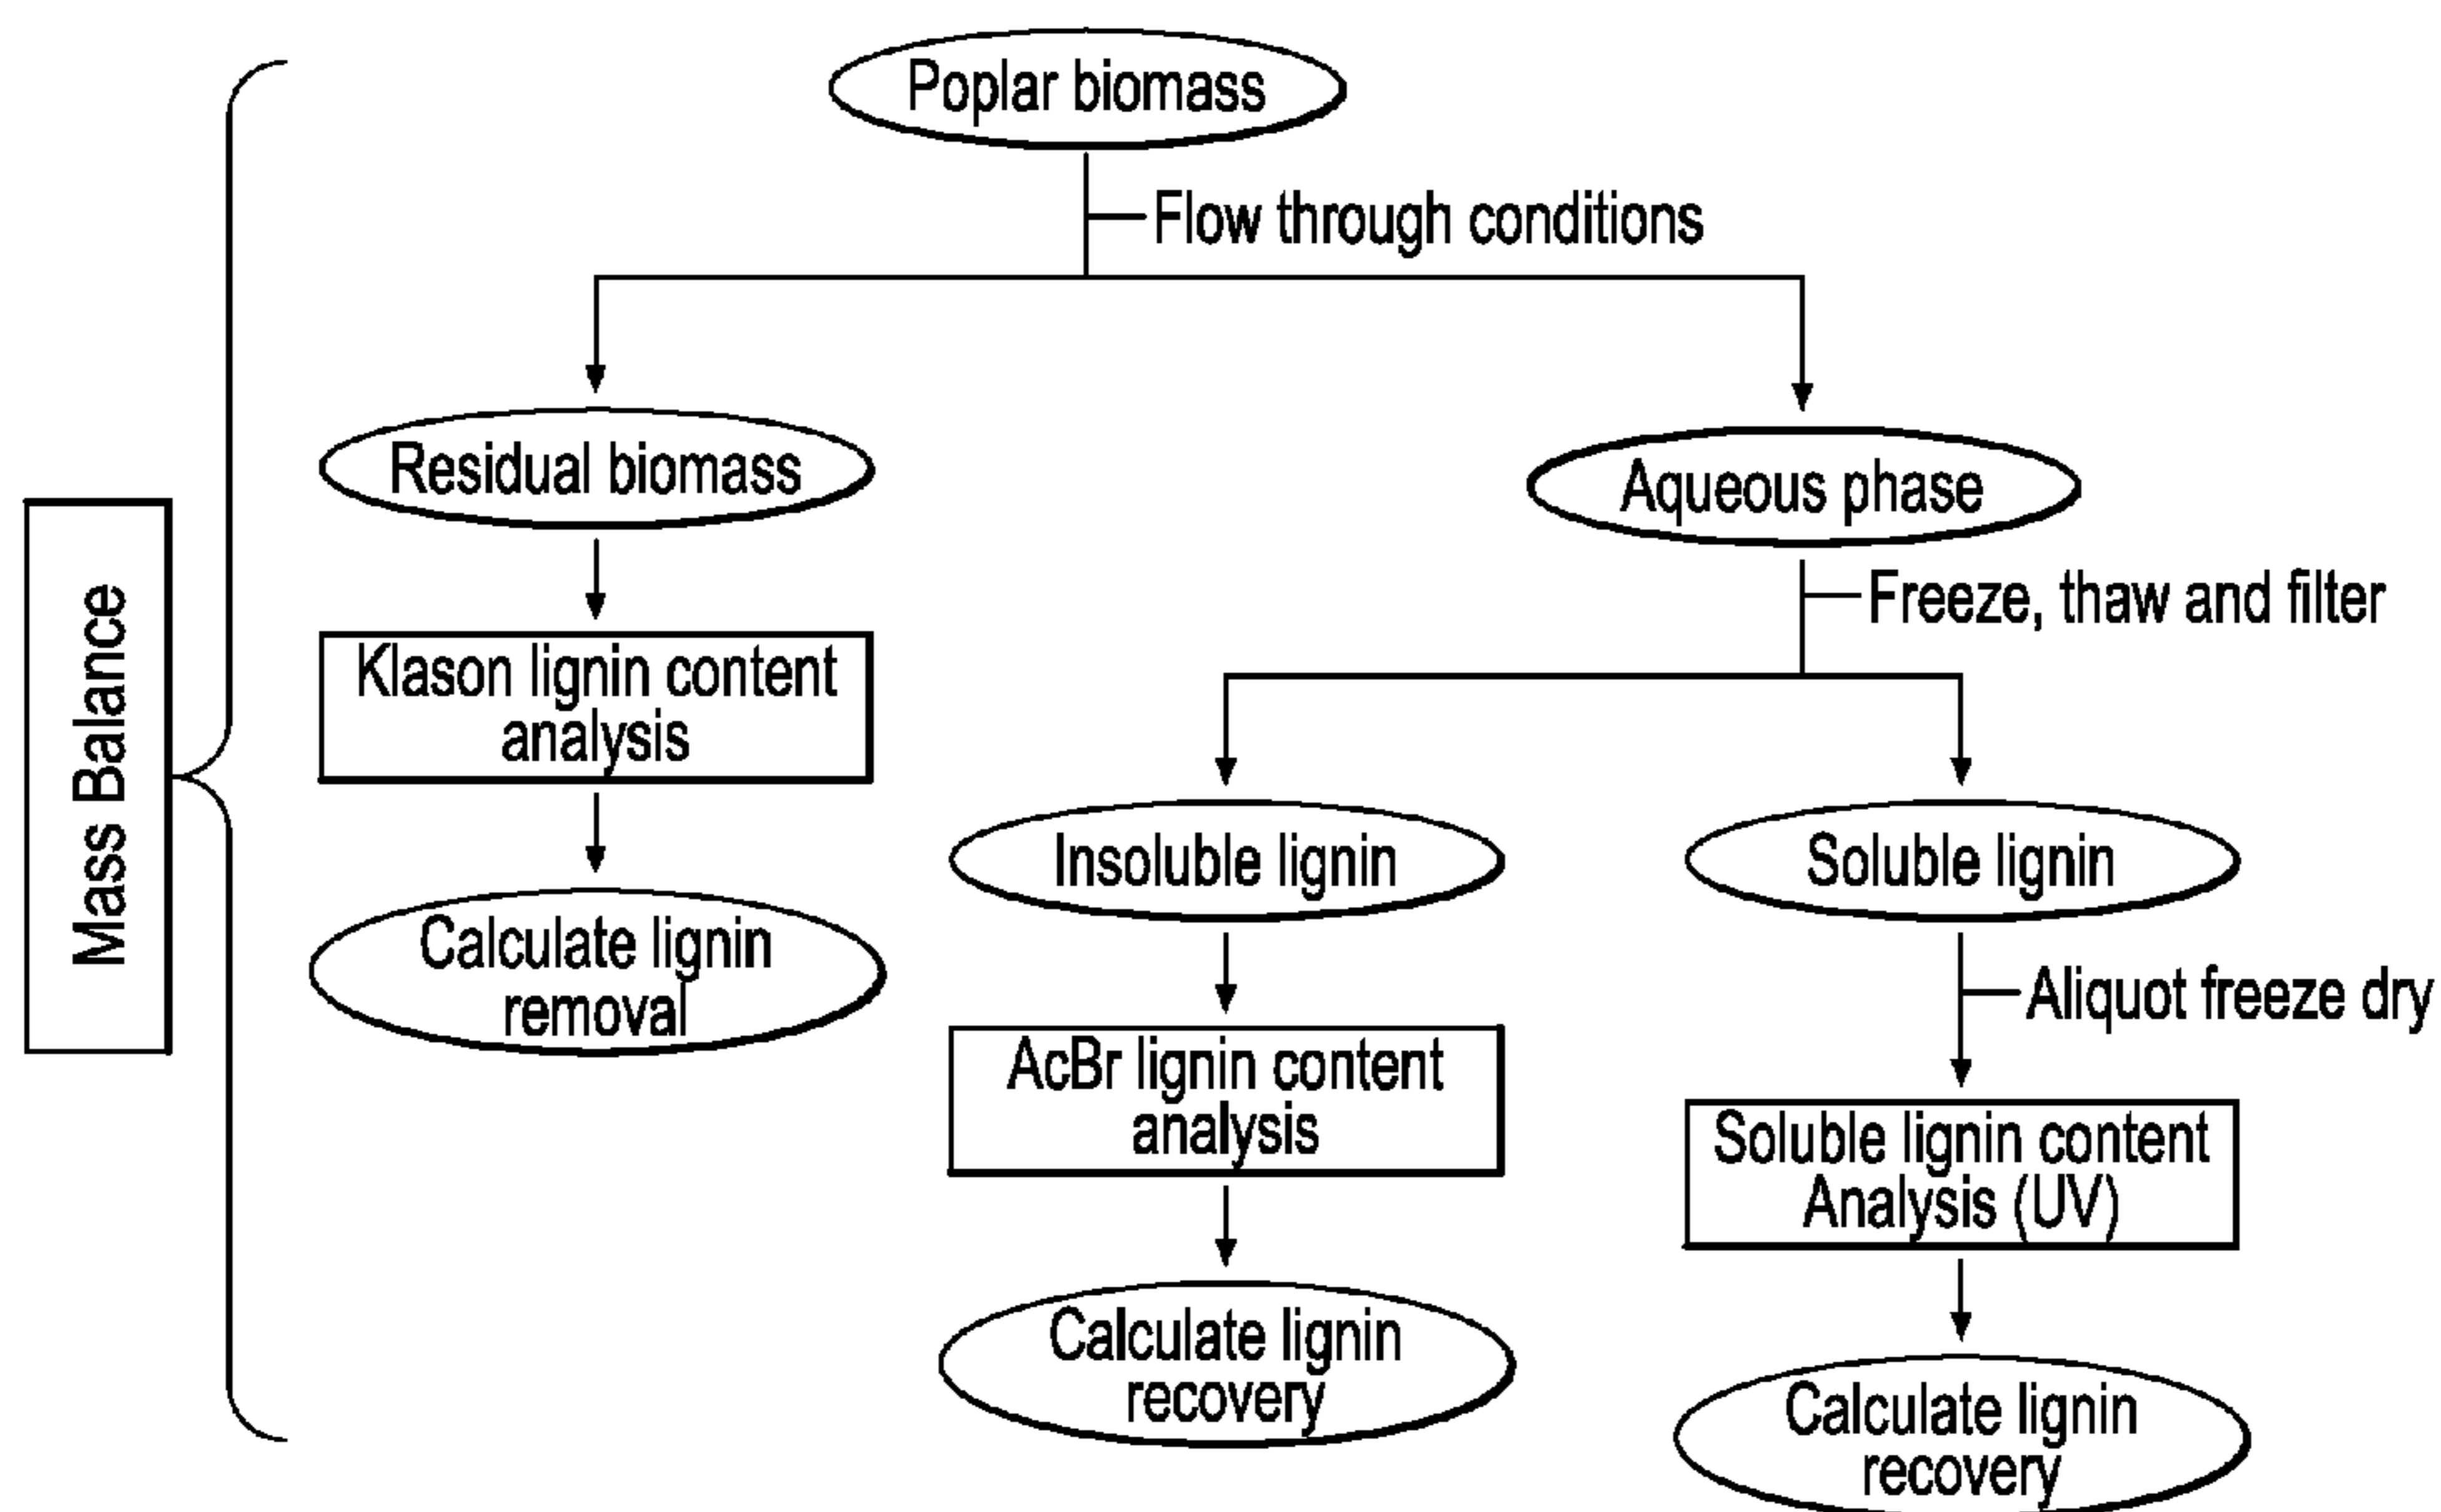 Poplar biomass
Flow through conditions
Residual biomass
Aqueous phase
Freeze, thaw and filter
Mass Balance
Klason lignin content
analysis
Insoluble lignin
Soluble lignin
Calculate lignin
removal
Aliquot freeze dry
AcBr lignin content
analysis
Soluble lignin content
Analysis (UV)
Calculate lignin
recovery
Calculate lignin
recovery